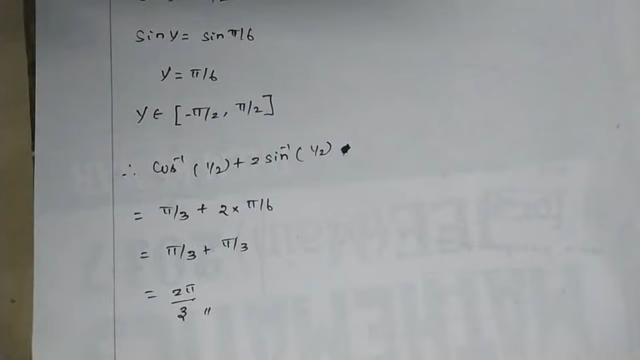 sin y = sin π/6
y = π/6
y ∈ [-π/2, π/2]
∴ cos⁻¹ (1/2) + 2 sin⁻¹ (1/2)
= π/3 + 2 × π/6
= π/3 + π/3
= 2π/3 〃